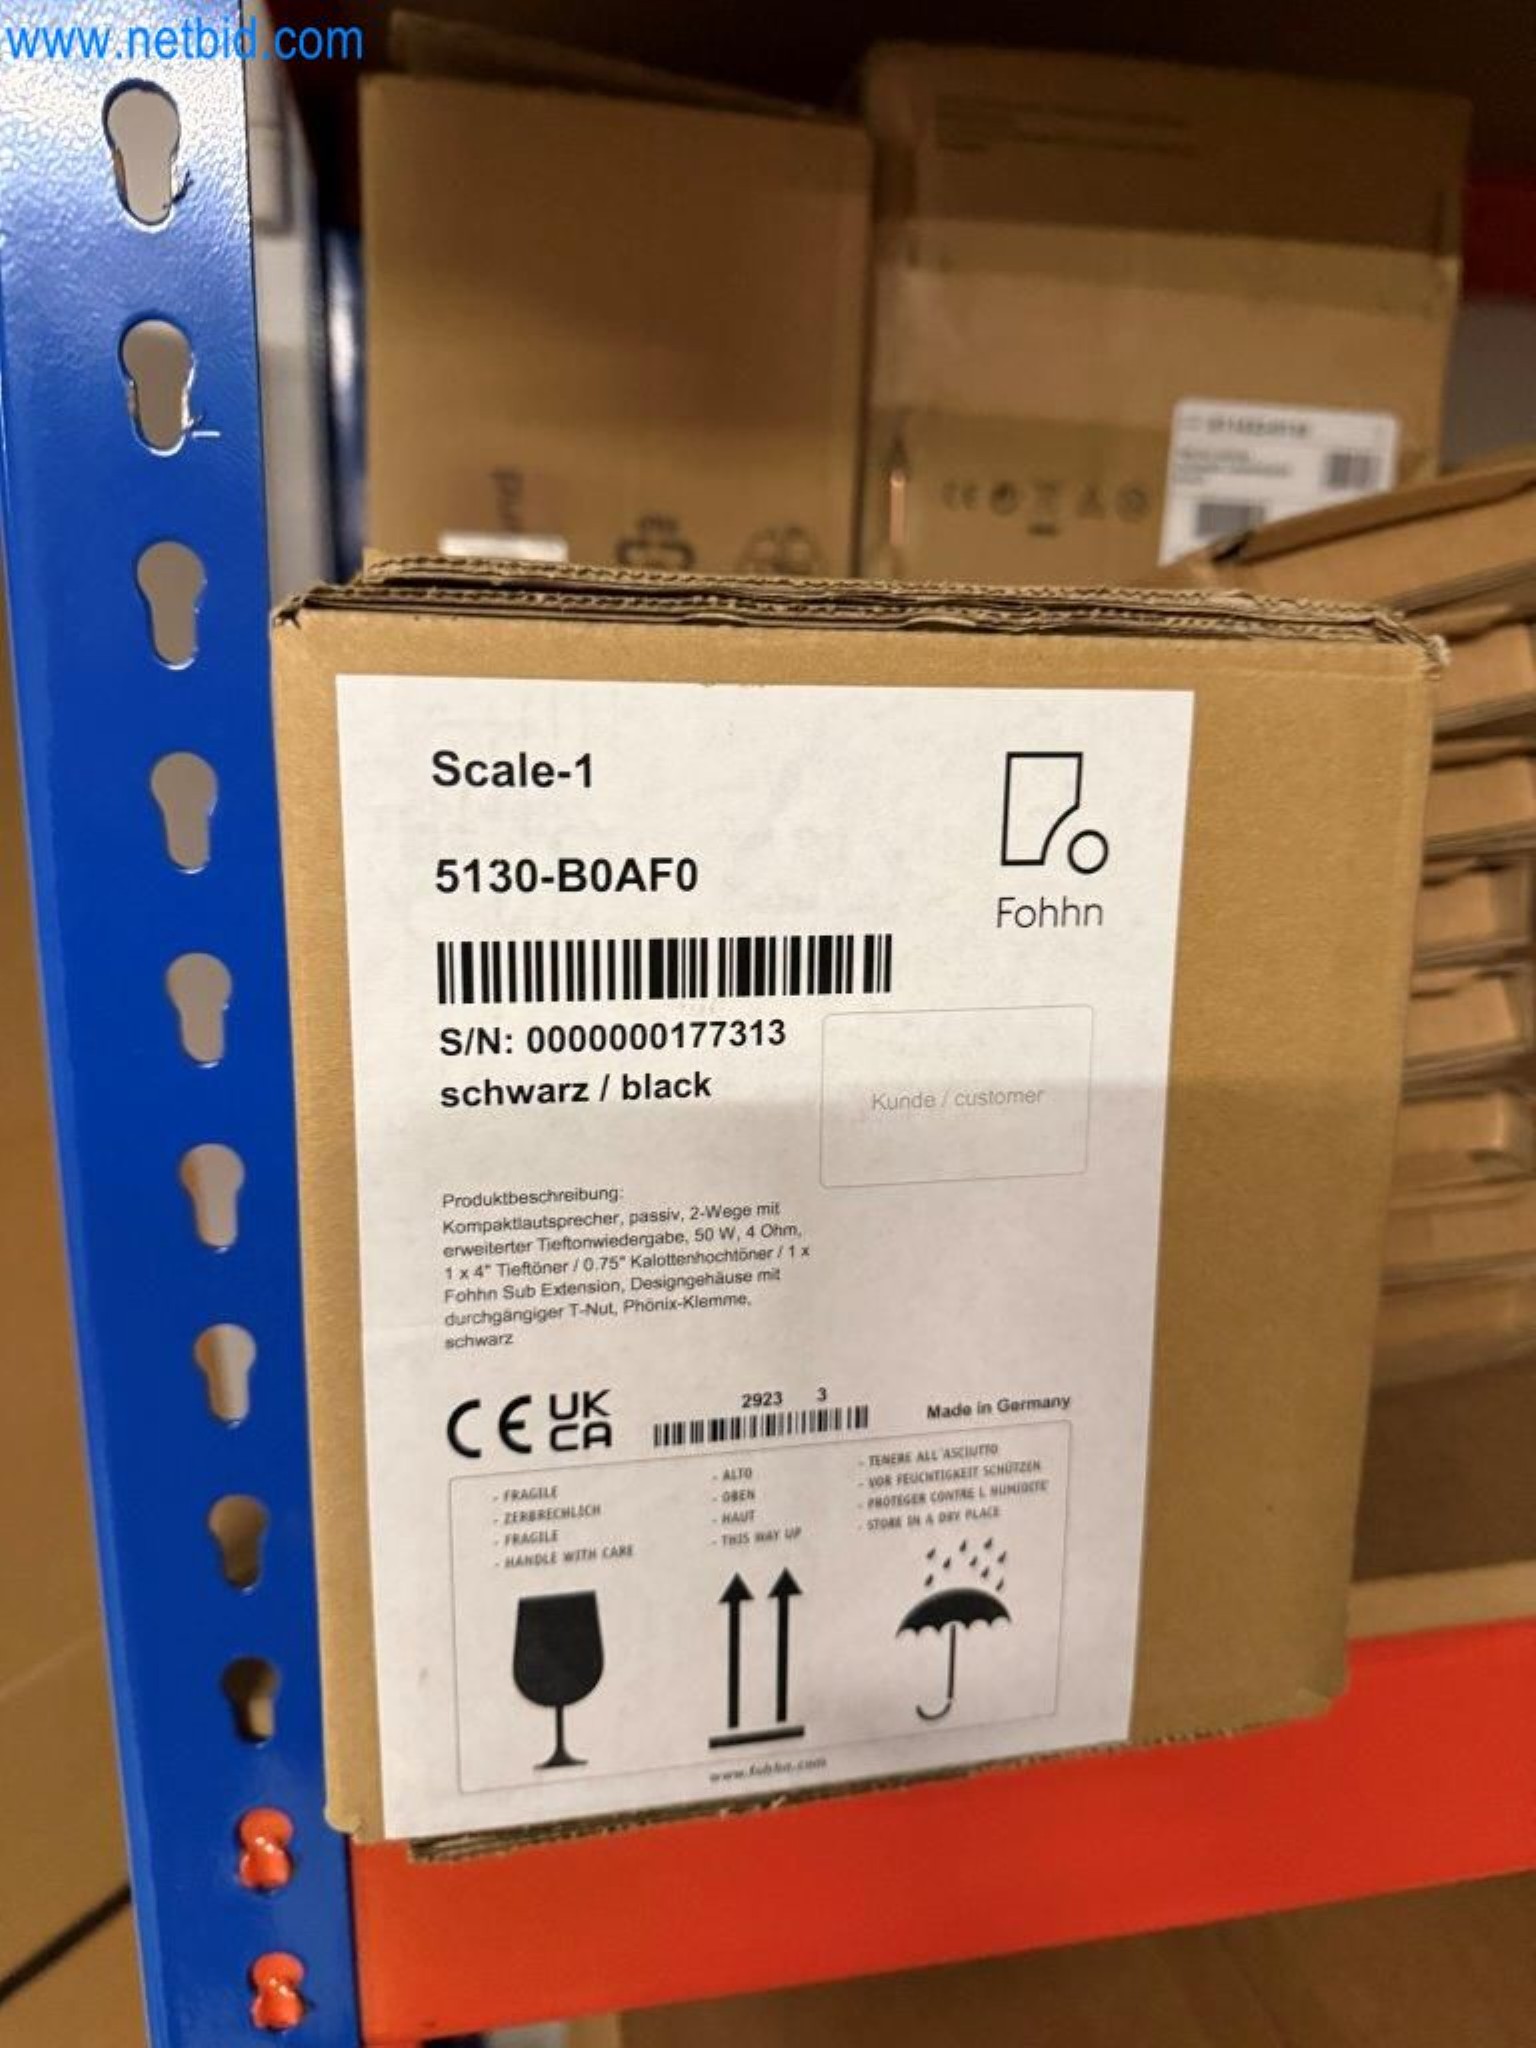 www.netbid.com
Scale-1
5130-B0AF0
Fohhn
S/N: 0000000177313
schwarz / black
Kunde / customer
Produktbeschreibung:
Kompaktlautsprecher, passiv, 2-Wege mit
erweiterter Tieftonwiedergabe, 50 W, 4 Ohm,
1 x 4" Tieftöner / 0.75" Kalottenhochtöner / 1 x
Fohhn Sub Extension, Designgehäuse mit
durchgängiger T-Nut, Phönix-Klemme,
schwarz
CE UK
CA
2923 3
Made in Germany
- FRAGILE
- ZERBRECHLICH
- FRAGILE
- HANDLE WITH CARE
- ALTO
- OBEN
- HAUT
- THIS WAY UP
- TENERE ALL'ASCIUTTO
- VOR FEUCHTIGKEIT SCHÜTZEN
- PROTEGER CONTRE L HUMIDITE'
- STORE IN A DRY PLACE
www.fohhn.com